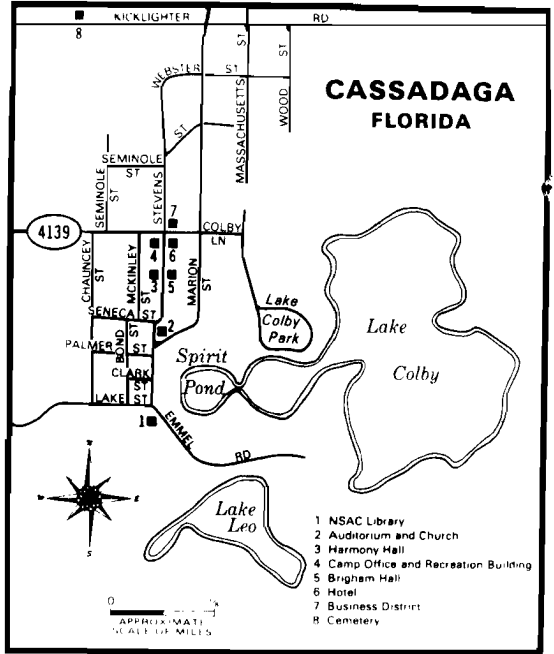 KICKLIGHTER RD
8
ST
ST
WEBSTER ST
CASSADAGA
FLORIDA
MASSACHUSETTS
WOOD
ST
SEMINOLE
ST
SEMINOLE
ST
STEVENS
7
4139
COLBY
LN
4 6
CHAUNCEY
ST
MCKINLEY
ST
3 5
MARION
ST
SENECA ST
2
BOND
ST
PALMER
ST
CLARK
ST
LAKE ST
Lake
Colby
Park
Lake
Colby
Spirit
Pond
1
EMMEL
RD
N
W E
S
Lake
Leo
1 NSAC Library
2 Auditorium and Church
3 Harmony Hall
4 Camp Office and Recreation Building
5 Brigham Hall
6 Hotel
7 Business District
8 Cemetery
0
APPROXIMATE
SCALE OF MILES